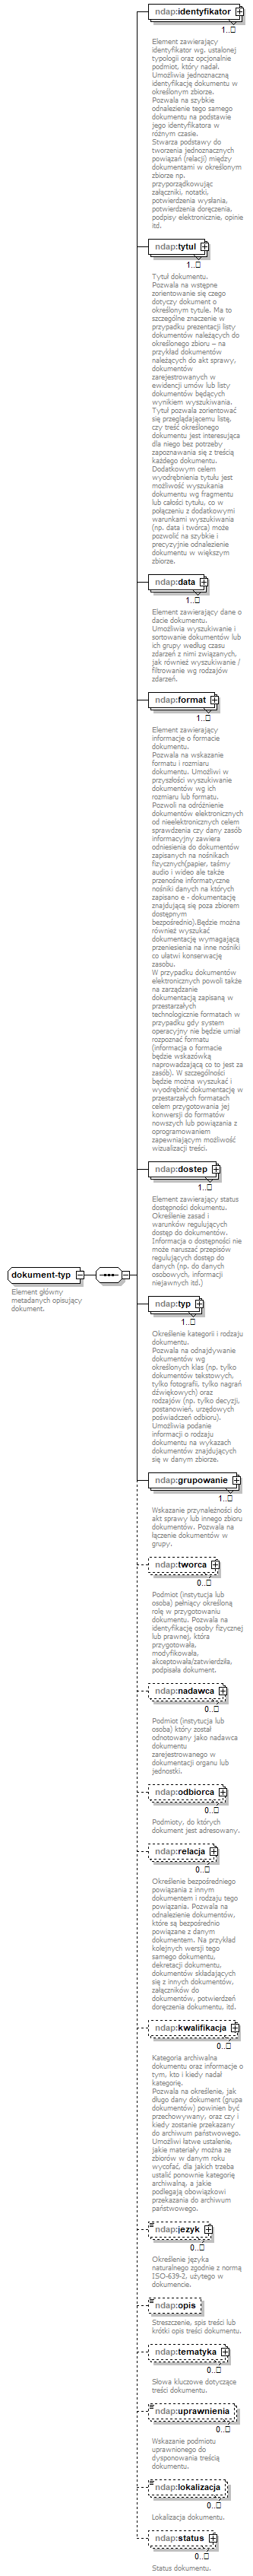 ndap:identyfikator
1..
Element zawierający
identyfikator wg. ustalonej
typologii oraz opcjonalnie
podmiot, który nadał.
Umożliwia jednoznaczną
identyfikację dokumentu w
określonym zbiorze.
Pozwala na szybkie
odnalezienie tego samego
dokumentu na podstawie
jego identyfikatora w
różnym czasie.
Stwarza podstawy do
tworzenia jednoznacznych
powiązań (relacji) między
dokumentami w określonym
zbiorze np.
przyporządkowując
załączniki, notatki,
potwierdzenia wysłania,
potwierdzenia doręczenia,
podpisy elektroniczne, opinie
itd.
ndap:tytul
1..
Tytuł dokumentu.
Pozwala na wstępne
zorientowanie się czego
dotyczy dokument o
określonym tytule. Ma to
szczególne znaczenie w
przypadku prezentacji listy
dokumentów należących do
określonego zbioru – na
przykład dokumentów
należących do akt sprawy,
dokumentów
zarejestrowanych w
ewidencji umów lub listy
dokumentów będących
wynikiem wyszukiwania.
Tytuł pozwala zorientować
się przeglądającemu listę,
czy treść określonego
dokumentu jest interesująca
dla niego bez potrzeby
zapoznawania się z treścią
każdego dokumentu.
Dodatkowym celem
wyodrębnienia tytułu jest
możliwość wyszukania
dokumentu wg fragmentu
lub całości tytułu, co w
połączeniu z dodatkowymi
warunkami wyszukiwania
(np. data i twórca) może
pozwolić na szybkie i
precyzyjnie odnalezienie
dokumentu w większym
zbiorze.
ndap:data
1..
Element zawierający dane o
dacie dokumentu.
Umożliwia wyszukiwanie i
sortowanie dokumentów lub
ich grupy według czasu
zdarzeń z nimi związanych,
jak również wyszukiwanie /
filtrowanie wg rodzajów
zdarzeń.
ndap:format
1..
Element zawierający
informacje o formacie
dokumentu.
Pozwala na wskazanie
formatu i rozmiaru
dokumentu. Umożliwi w
przyszłości wyszukiwanie
dokumentów wg ich
rozmiaru lub formatu.
Pozwoli na odróżnienie
dokumentów elektronicznych
od nieelektronicznych celem
sprawdzenia czy dany zasób
informacyjny zawiera
odniesienia do dokumentów
zapisanych na nośnikach
fizycznych(papier, taśmy
audio i wideo ale także
przenośne informatyczne
nośniki danych na których
zapisano e - dokumentację
znajdującą się poza zbiorem
dostępnym
bezpośrednio).Będzie można
również wyszukać
dokumentację wymagającą
przeniesienia na inne nośniki
co ułatwi konserwację
zasobu.
W przypadku dokumentów
elektronicznych powoli także
na zarządzanie
dokumentacją zapisaną w
przestarzałych
technologicznie formatach w
przypadku gdy system
operacyjny nie będzie umiał
rozpoznać formatu
(informacja o formacie
będzie wskazówką
naprowadzającą co to jest za
zasób). W szczególności
będzie można wyszukać i
wyodrębnić dokumentację w
przestarzałych formatach
celem przygotowania jej
konwersji do formatów
nowszych lub powiązania z
oprogramowaniem
zapewniającym możliwość
wizualizacji treści.
ndap:dostep
1..
Element zawierający status
dostępności dokumentu.
Określenie zasad i
warunków regulujących
dostęp do dokumentów.
Informacja o dostępności nie
może naruszać przepisów
regulujących dostęp do
danych (np. do danych
osobowych, informacji
niejawnych itd.)
dokument-typ
Element główny
metadanych opisujący
dokument.
ndap:typ
1..
Określenie kategorii i rodzaju
dokumentu.
Pozwala na odnajdywanie
dokumentów wg
określonych klas (np. tylko
dokumentów tekstowych,
tylko fotografii, tylko nagrań
dźwiękowych) oraz
rodzajów (np. tylko decyzji,
postanowień, urzędowych
poświadczeń odbioru).
Umożliwia podanie
informacji o rodzaju
dokumentu na wykazach
dokumentów znajdujących
się w danym zbiorze.
ndap:grupowanie
1..
Wskazanie przynależności do
akt sprawy lub innego zbioru
dokumentów. Pozwala na
łączenie dokumentów w
grupy.
ndap:tworca
0..
Podmiot (instytucja lub
osoba) pełniący określoną
rolę w przygotowaniu
dokumentu. Pozwala na
identyfikację osoby fizycznej
lub prawnej, która
przygotowała,
modyfikowała,
akceptowała/zatwierdziła,
podpisała dokument.
ndap:nadawca
0..
Podmiot (instytucja lub
osoba) który został
odnotowany jako nadawca
dokumentu
zarejestrowanego w
dokumentacji organu lub
jednostki.
ndap:odbiorca
0..
Podmioty, do których
dokument jest adresowany.
ndap:relacja
0..
Określenie bezpośredniego
powiązania z innym
dokumentem i rodzaju tego
powiązania. Pozwala na
odnalezienie dokumentów,
które są bezpośrednio
powiązane z danym
dokumentem. Na przykład
kolejnych wersji tego
samego dokumentu,
dekretacji dokumentu,
dokumentów składających
się z innych dokumentów,
załączników do
dokumentów, potwierdzeń
doręczenia dokumentu, itd.
ndap:kwalifikacja
0..
Kategoria archiwalna
dokumentu oraz informacje o
tym, kto i kiedy nadał
kategorię.
Pozwala na określenie, jak
długo dany dokument (grupa
dokumentów) powinien być
przechowywany, oraz czy i
kiedy zostanie przekazany
do archiwum państwowego.
Umożliwi łatwe ustalenie,
jakie materiały można ze
zbiorów w danym roku
wycofać, dla jakich trzeba
ustalić ponownie kategorię
archiwalną, a jakie
podlegają obowiązkowi
przekazania do archiwum
państwowego.
ndap:jezyk
0..
Określenie języka
naturalnego zgodnie z normą
ISO-639-2, użytego w
dokumencie.
ndap:opis
Streszczenie, spis treści lub
krótki opis treści dokumentu.
ndap:tematyka
0..
Słowa kluczowe dotyczące
treści dokumentu.
ndap:uprawnienia
0..
Wskazanie podmiotu
uprawnionego do
dysponowania treścią
dokumentu.
ndap:lokalizacja
0..
Lokalizacja dokumentu.
ndap:status
0..
Status dokumentu.